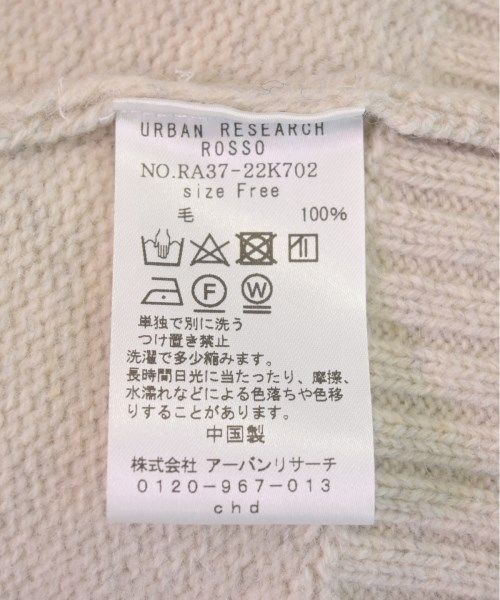 URBAN RESEARCH
ROSSO
NO.RA37-22K702
size Free
毛 100%
F W
単独で別に洗う
つけ置き禁止
洗濯で多少縮みます。
長時間日光に当たったり、摩擦、
水濡れなどによる色落ちや色移
りすることがあります。
中国製
株式会社 アーバンリサーチ
0120-967-013
chd